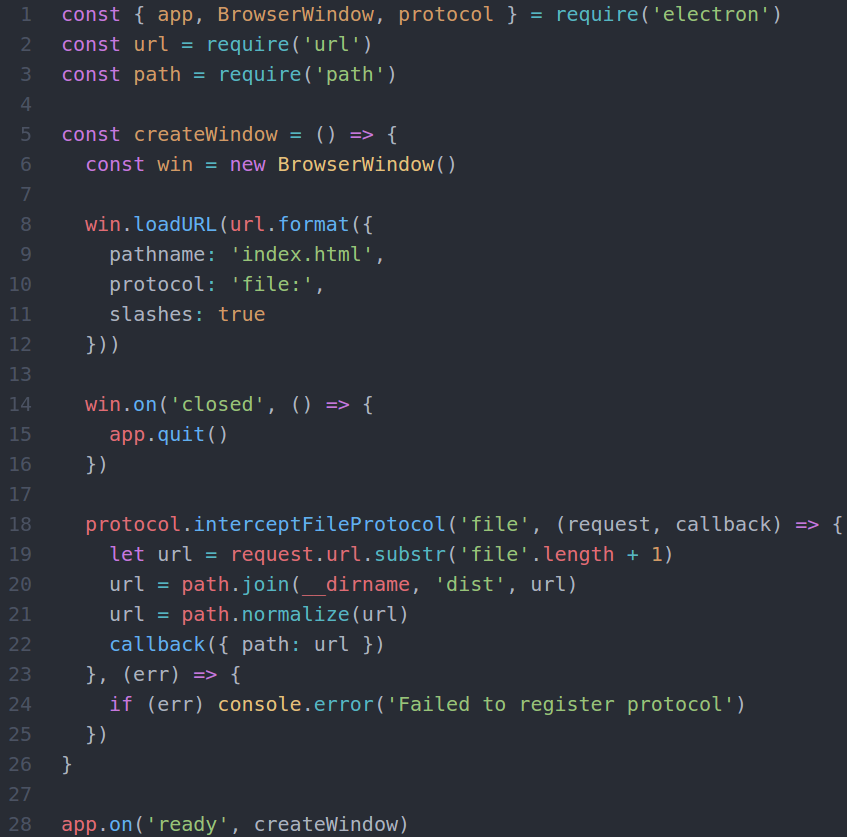 1 const { app, BrowserWindow, protocol } = require('electron')
2 const url = require('url')
3 const path = require('path')
4
5 const createWindow = () => {
6   const win = new BrowserWindow()
7
8   win.loadURL(url.format({
9     pathname: 'index.html',
10     protocol: 'file:',
11     slashes: true
12   }))
13
14   win.on('closed', () => {
15     app.quit()
16   })
17
18   protocol.interceptFileProtocol('file', (request, callback) => {
19     let url = request.url.substr('file'.length + 1)
20     url = path.join(__dirname, 'dist', url)
21     url = path.normalize(url)
22     callback({ path: url })
23   }, (err) => {
24     if (err) console.error('Failed to register protocol')
25   })
26 }
27
28 app.on('ready', createWindow)